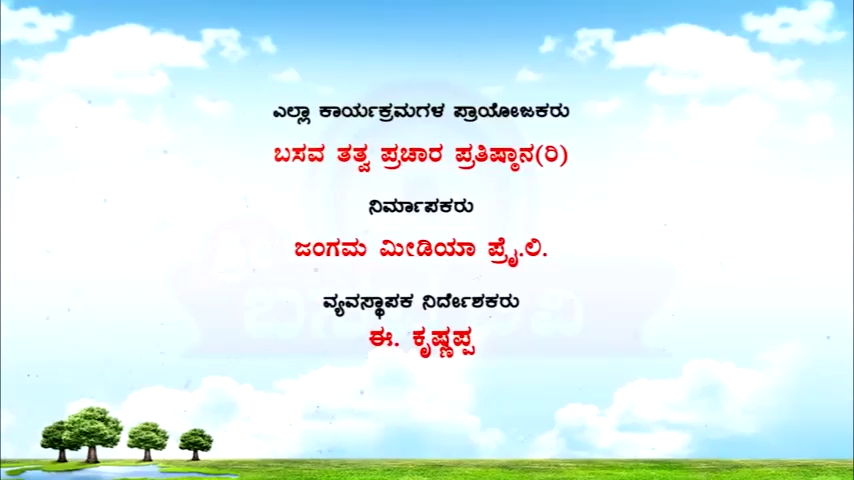 ಎಲ್ಲಾ ಕಾರ್ಯಕ್ರಮಗಳ ಪ್ರಾಯೋಜಕರು
ಬಸವ ತತ್ವ ಪ್ರಚಾರ ಪ್ರತಿಷ್ಠಾನ(ರಿ)
ನಿರ್ಮಾಪಕರು
ಜಂಗಮ ಮೀಡಿಯಾ ಪ್ರೈ.ಲಿ.
ವ್ಯವಸ್ಥಾಪಕ ನಿರ್ದೇಶಕರು
ಈ. ಕೃಷ್ಣಪ್ಪ